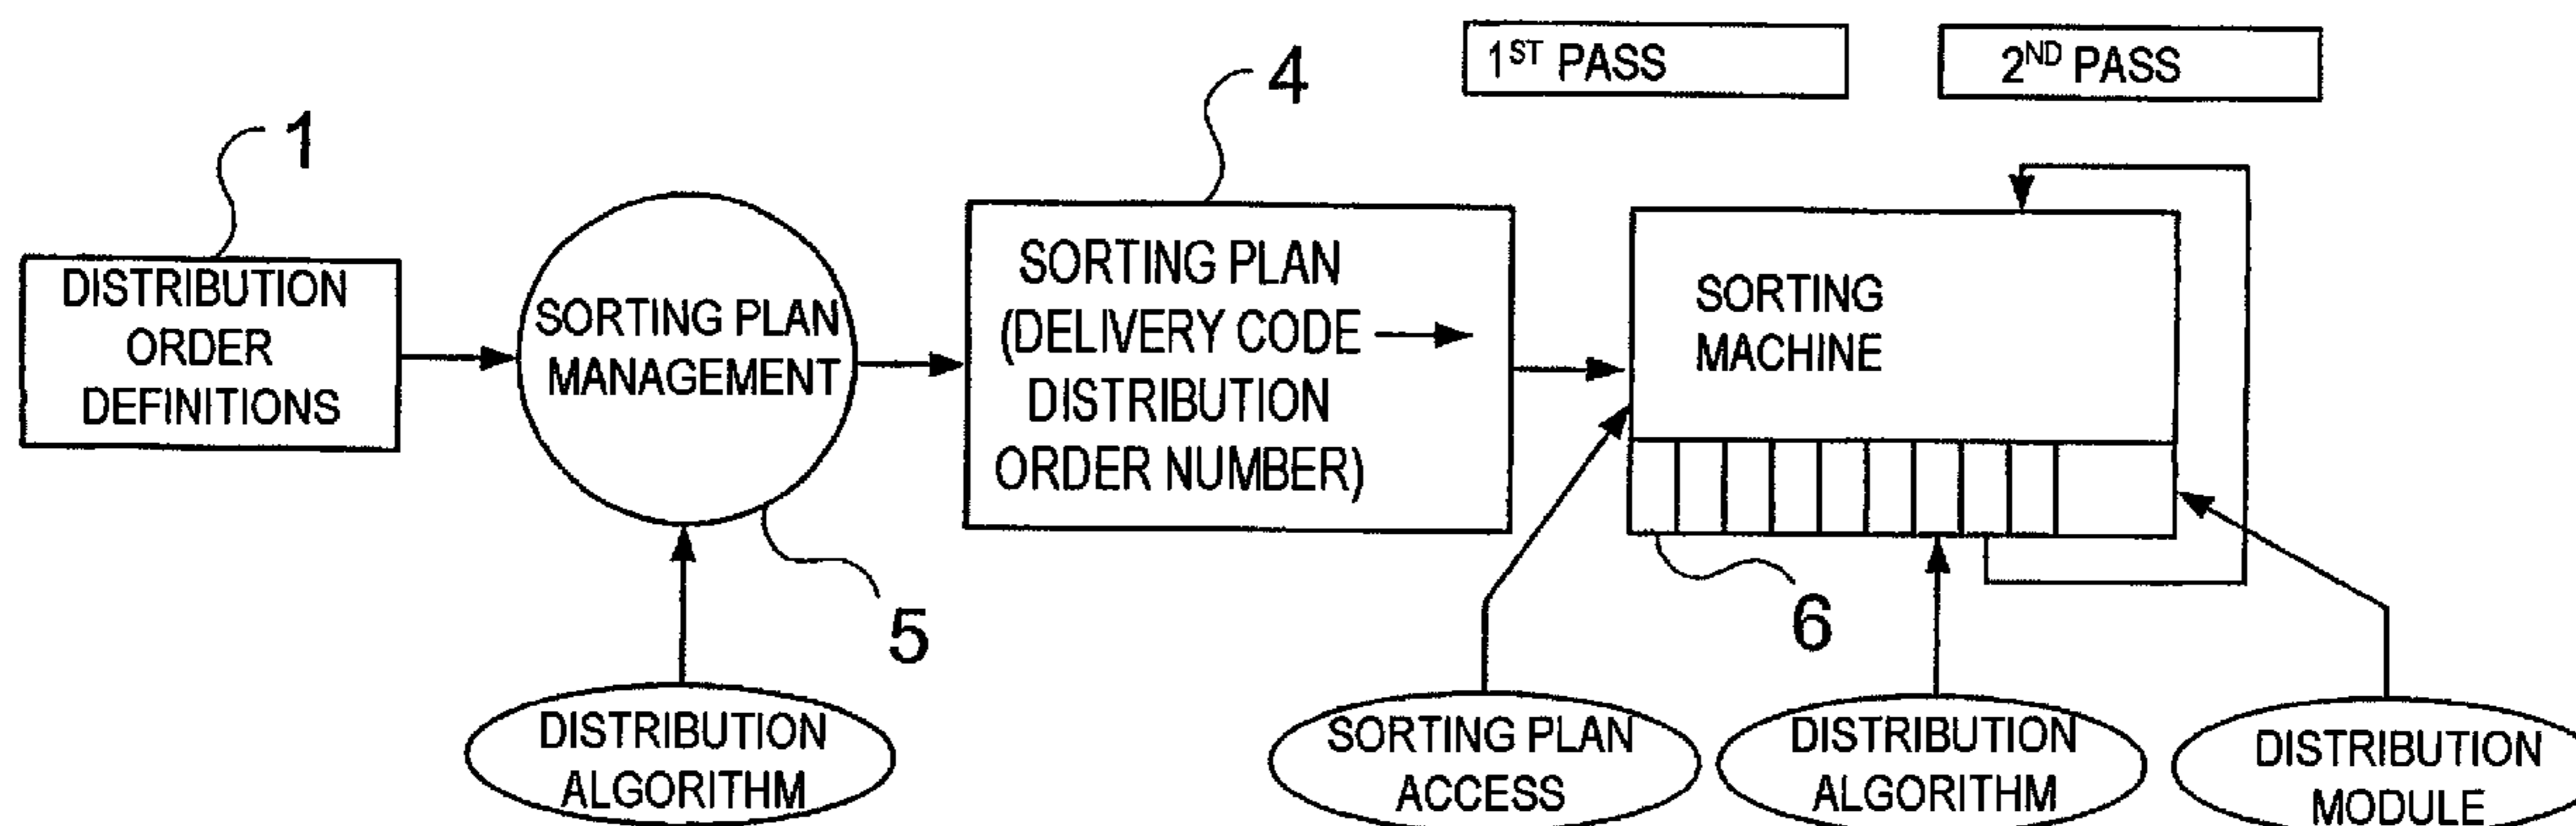 1ST PASS
2ND PASS
4
1
DISTRIBUTION
ORDER
DEFINITIONS
SORTING PLAN
MANAGEMENT
SORTING PLAN
(DELIVERY CODE
DISTRIBUTION
ORDER NUMBER)
SORTING
MACHINE
5
6
DISTRIBUTION
ALGORITHM
SORTING PLAN
ACCESS
DISTRIBUTION
ALGORITHM
DISTRIBUTION
MODULE